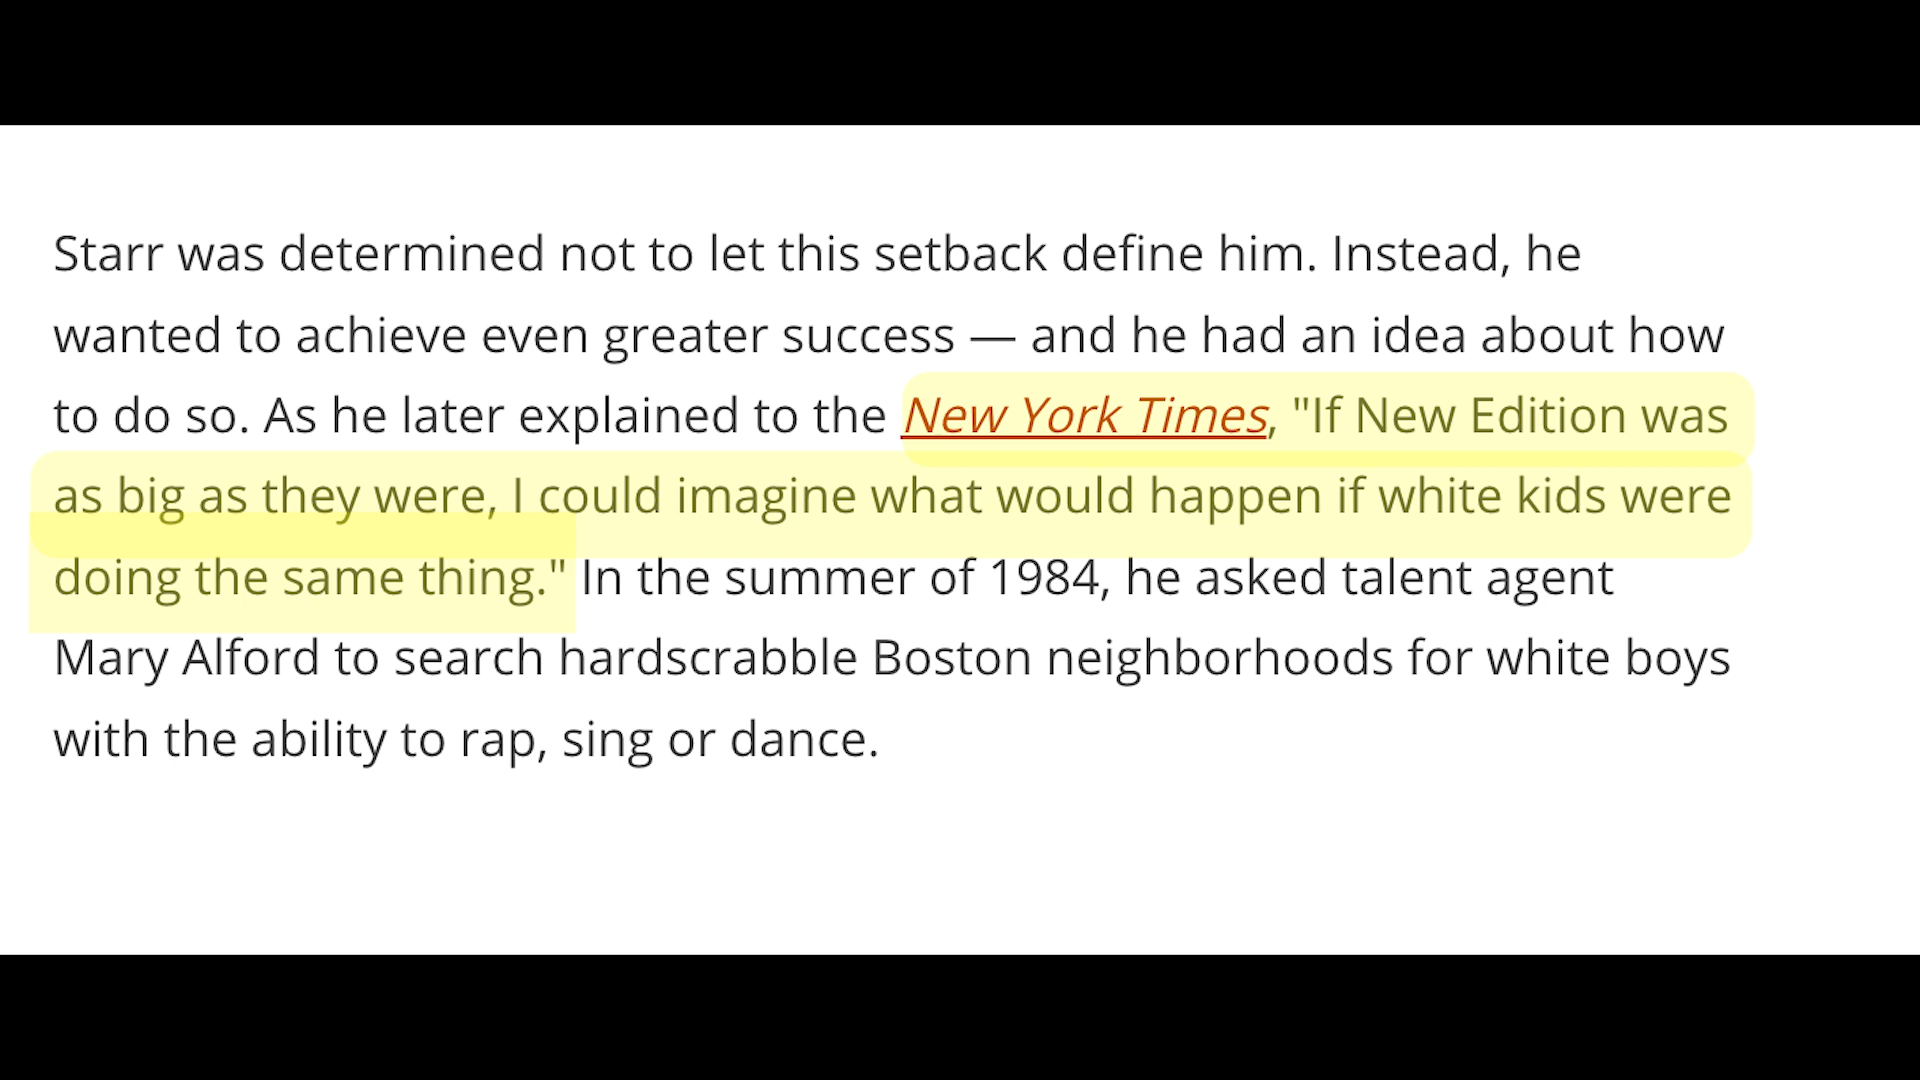 Starr was determined not to let this setback define him. Instead, he
wanted to achieve even greater success — and he had an idea about how
to do so. As he later explained to the New York Times, "If New Edition was
as big as they were, I could imagine what would happen if white kids were
doing the same thing." In the summer of 1984, he asked talent agent
Mary Alford to search hardscrabble Boston neighborhoods for white boys
with the ability to rap, sing or dance.